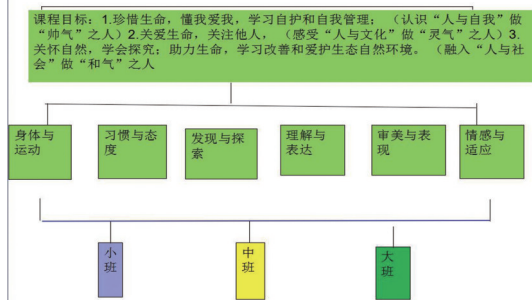 课程目标：1.珍惜生命，懂我爱我，学习自护和自我管理；（认识“人与自我”做
“帅气”之人）2.关爱生命，关注他人，（感受“人与文化”做“灵气”之人）3.
关怀自然，学会探究；助力生命，学习改善和爱护生态自然环境。（融入“人与社
会”做“和气”之人
身体与
运动
习惯与态
度
发现与探
索
理解与
表达
审美与表
现
情感与
适应
小
班
中
班
大
班